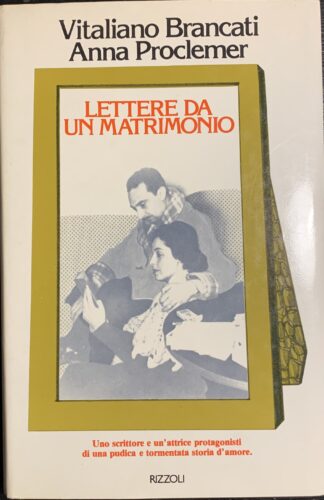 Vitaliano Brancati
Anna Proclemer
LETTERE DA
UN MATRIMONIO
Uno scrittore e un'attrice protagonisti
di una pudica e tormentata storia d'amore.
RIZZOLI